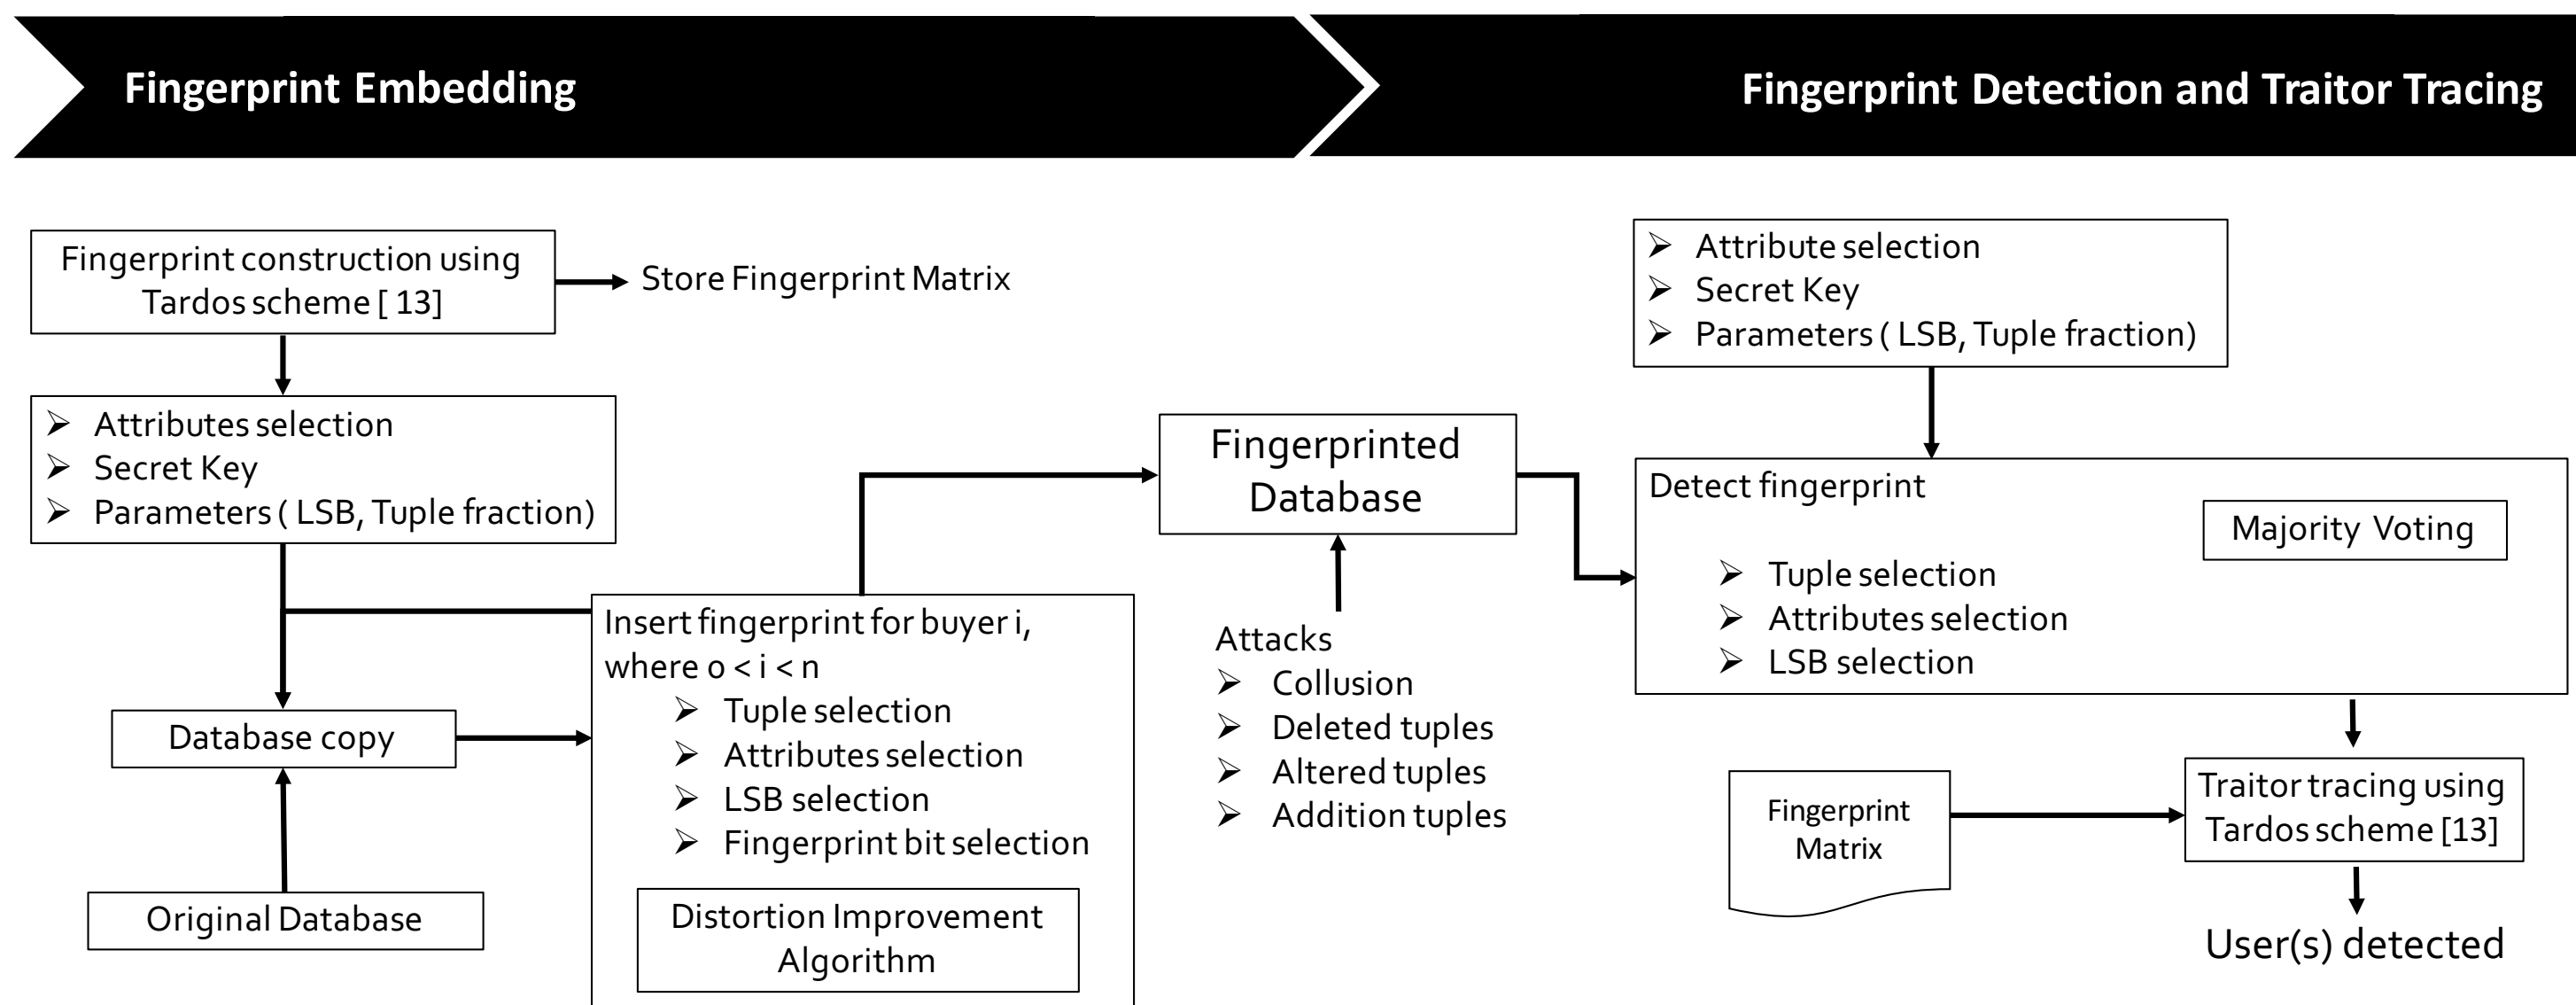 Fingerprint Embedding
Fingerprint Detection and Traitor Tracing
Fingerprint construction using
Tardos scheme [ 13]
Store Fingerprint Matrix
Attributes selection
Secret Key
Parameters ( LSB, Tuple fraction)
Database copy
Original Database
Insert fingerprint for buyer i,
where o < i < n
Tuple selection
Attributes selection
LSB selection
Fingerprint bit selection
Distortion Improvement
Algorithm
Fingerprinted
Database
Attacks
Collusion
Deleted tuples
Altered tuples
Addition tuples
Attribute selection
Secret Key
Parameters ( LSB, Tuple fraction)
Detect fingerprint
Majority Voting
Tuple selection
Attributes selection
LSB selection
Fingerprint
Matrix
Traitor tracing using
Tardos scheme [13]
User(s) detected